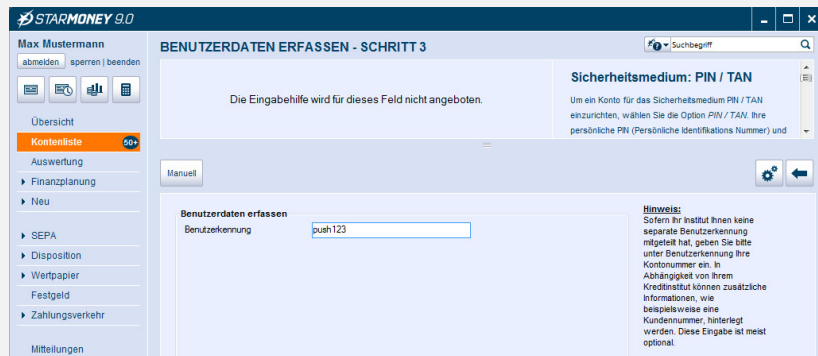 STARMONEY 9.0
Max Mustermann
abmelden sperren | beenden
Übersicht
Kontenliste 50+
Auswertung
Finanzplanung
Neu
SEPA
Disposition
Wertpapier
Festgeld
Zahlungsverkehr
Mitteilungen
BENUTZERDATEN ERFASSEN - SCHRITT 3
Suchbegriff
Die Eingabehilfe wird für dieses Feld nicht angeboten.
Sicherheitsmedium: PIN / TAN
Um ein Konto für das Sicherheitsmedium PIN / TAN
einzurichten, wählen Sie die Option PIN / TAN. Ihre
persönliche PIN (Persönliche Identifikations Nummer) und
Manuell
Benutzerdaten erfassen
Benutzerkennung push123
Hinweis:
Sofern Ihr Institut Ihnen keine
separate Benutzerkennung
mitgeteilt hat, geben Sie bitte
unter Benutzerkennung Ihre
Kontonummer ein. In
Abhängigkeit von Ihrem
Kreditinstitut können zusätzliche
Informationen, wie
beispielsweise eine
Kundennummer, hinterlegt
werden. Diese Eingabe ist meist
optional.